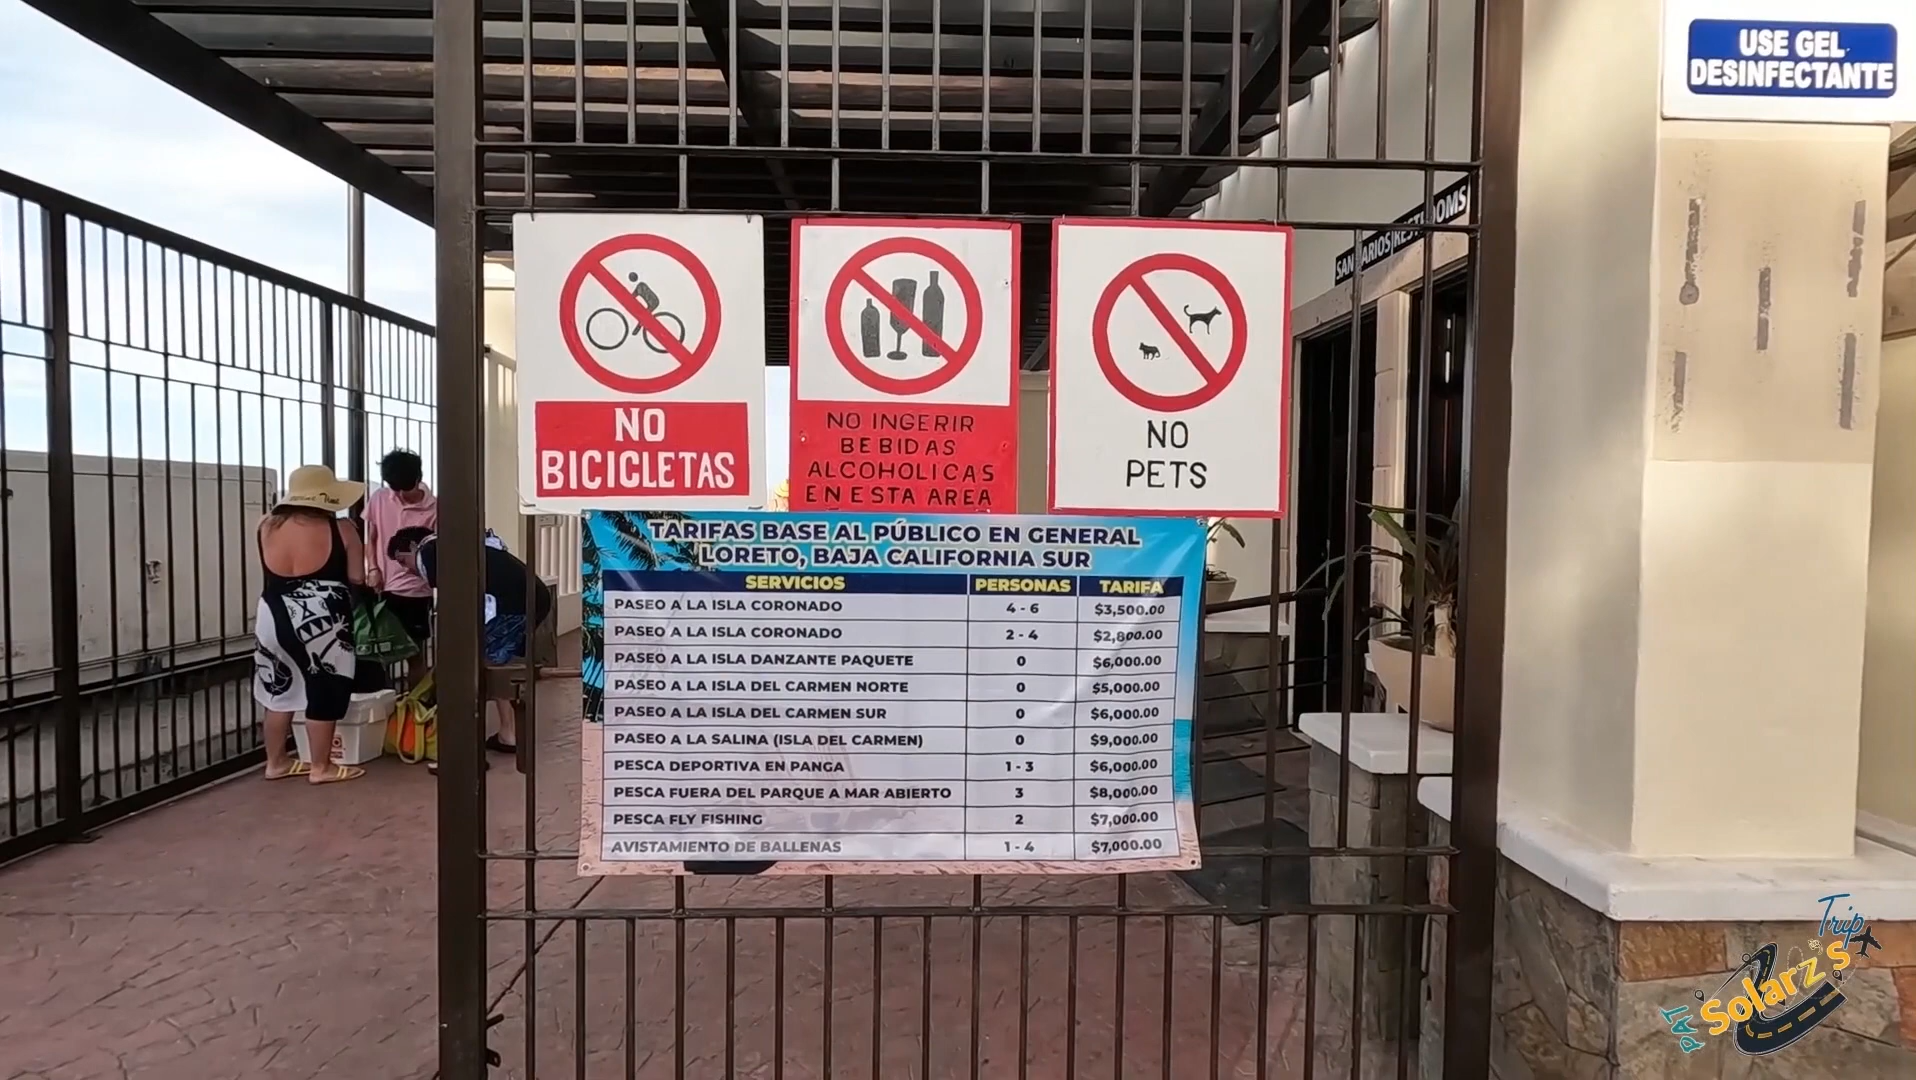 USE GEL
DESINFECTANTE
SANITARIOS|RESTROOMS
NO
BICICLETAS
NO INGERIR
BEBIDAS
ALCOHOLICAS
EN ESTA AREA
NO
PETS
TARIFAS BASE AL PÚBLICO EN GENERAL
LORETO, BAJA CALIFORNIA SUR
SERVICIOS PERSONAS TARIFA
PASEO A LA ISLA CORONADO 4 - 6 $3,500.00
PASEO A LA ISLA CORONADO 2 - 4 $2,800.00
PASEO A LA ISLA DANZANTE PAQUETE 0 $6,000.00
PASEO A LA ISLA DEL CARMEN NORTE 0 $5,000.00
PASEO A LA ISLA DEL CARMEN SUR 0 $6,000.00
PASEO A LA SALINA (ISLA DEL CARMEN) 0 $9,000.00
PESCA DEPORTIVA EN PANGA 1 - 3 $6,000.00
PESCA FUERA DEL PARQUE A MAR ABIERTO 3 $8,000.00
PESCA FLY FISHING 2 $7,000.00
AVISTAMIENTO DE BALLENAS 1 - 4 $7,000.00
Time
Trip
PAT Solarz's